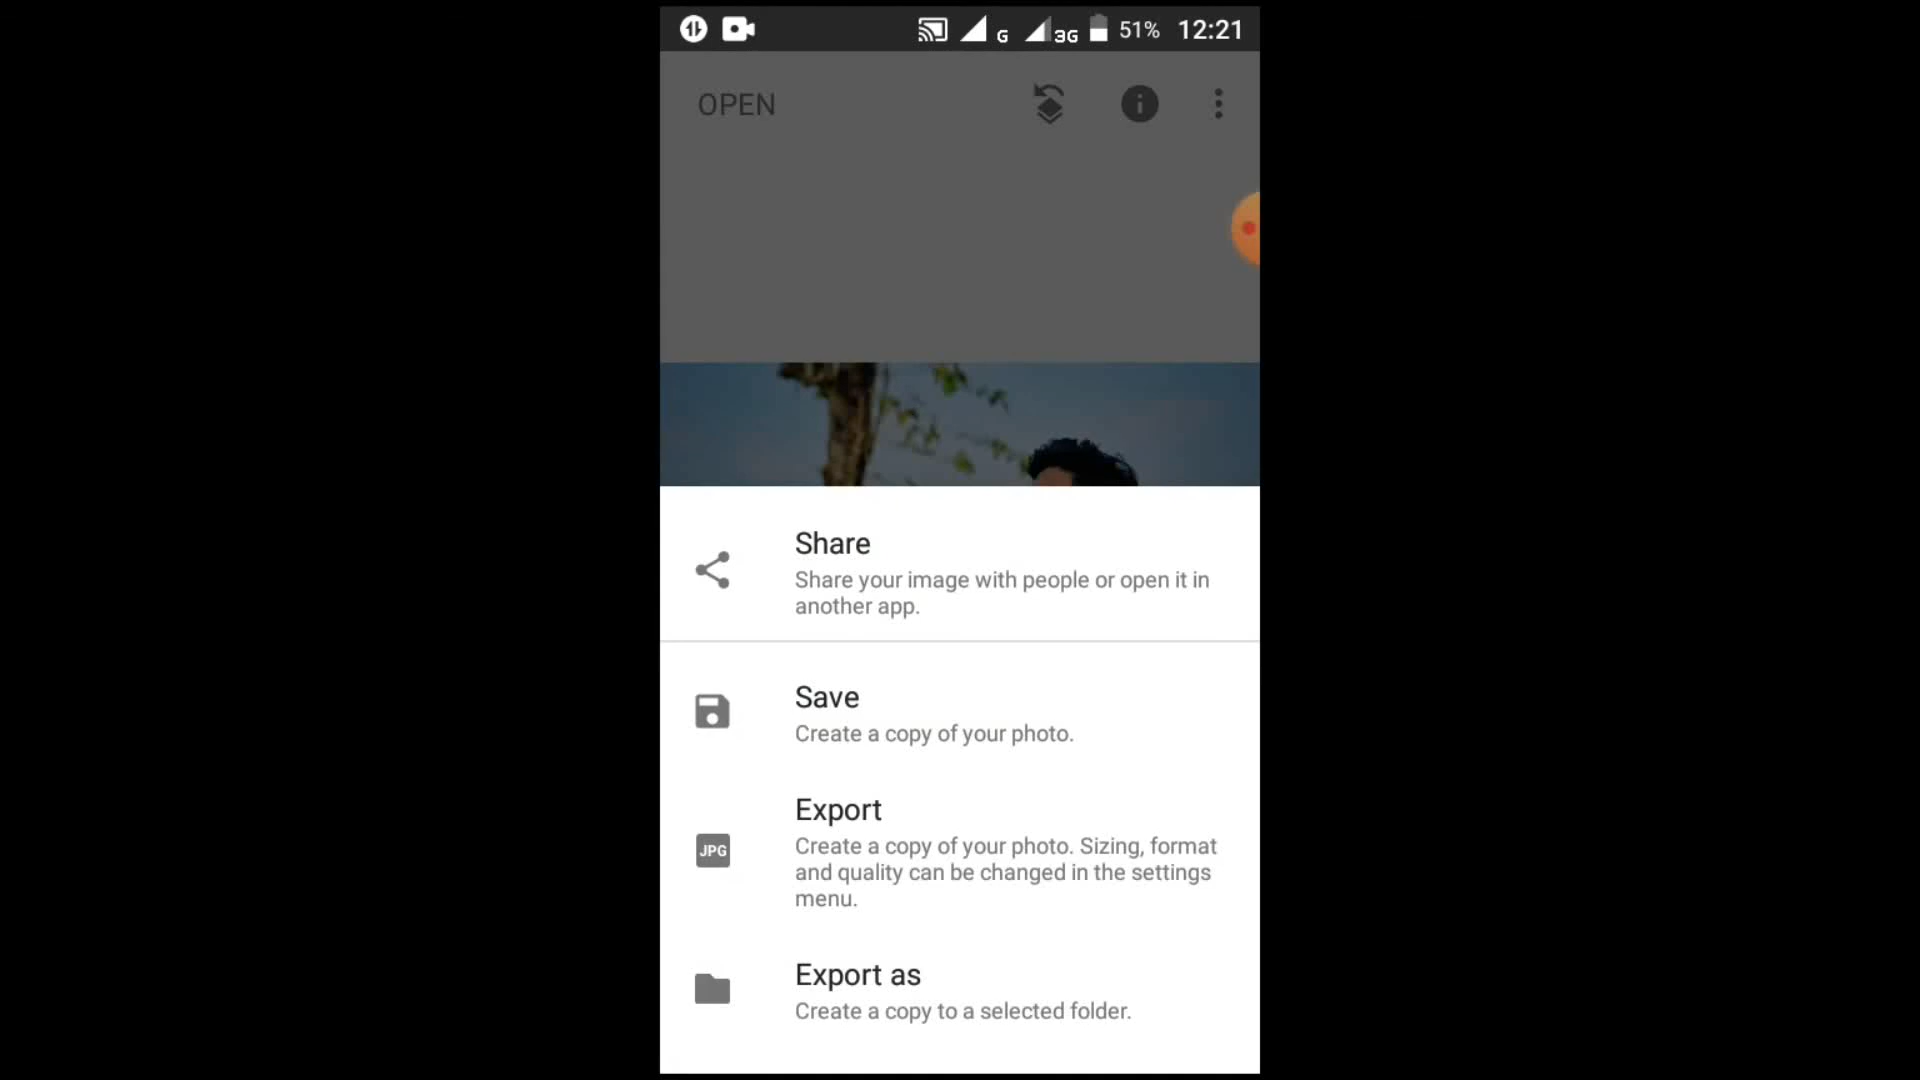 G 3G 51% 12:21
OPEN
Share
Share your image with people or open it in
another app.
Save
Create a copy of your photo.
JPG
Export
Create a copy of your photo. Sizing, format
and quality can be changed in the settings
menu.
Export as
Create a copy to a selected folder.